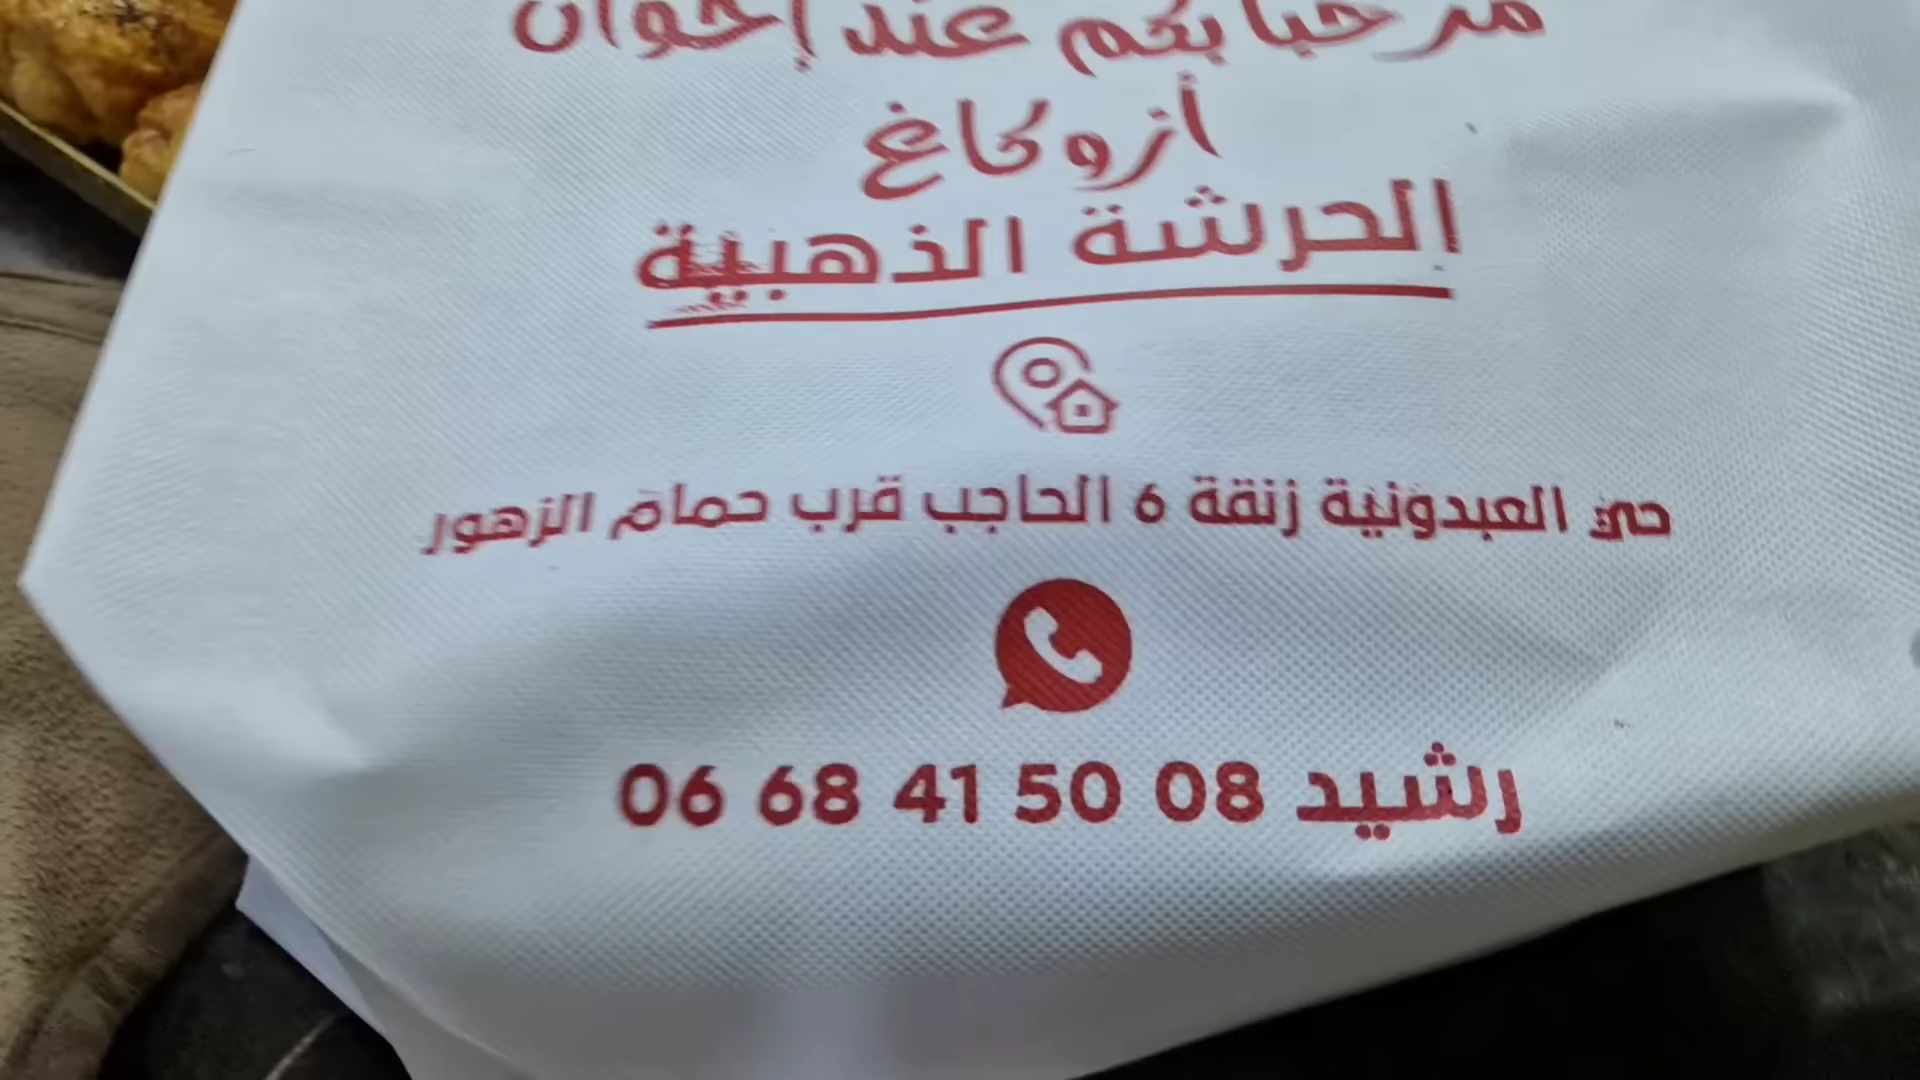 مرحبا بكم عند إخوان
أزوكاغ
الحرشة الذهبية
حي العبدونية زنقة 6 الحاجب قرب حمام الزهور
رشيد 08 50 41 68 06